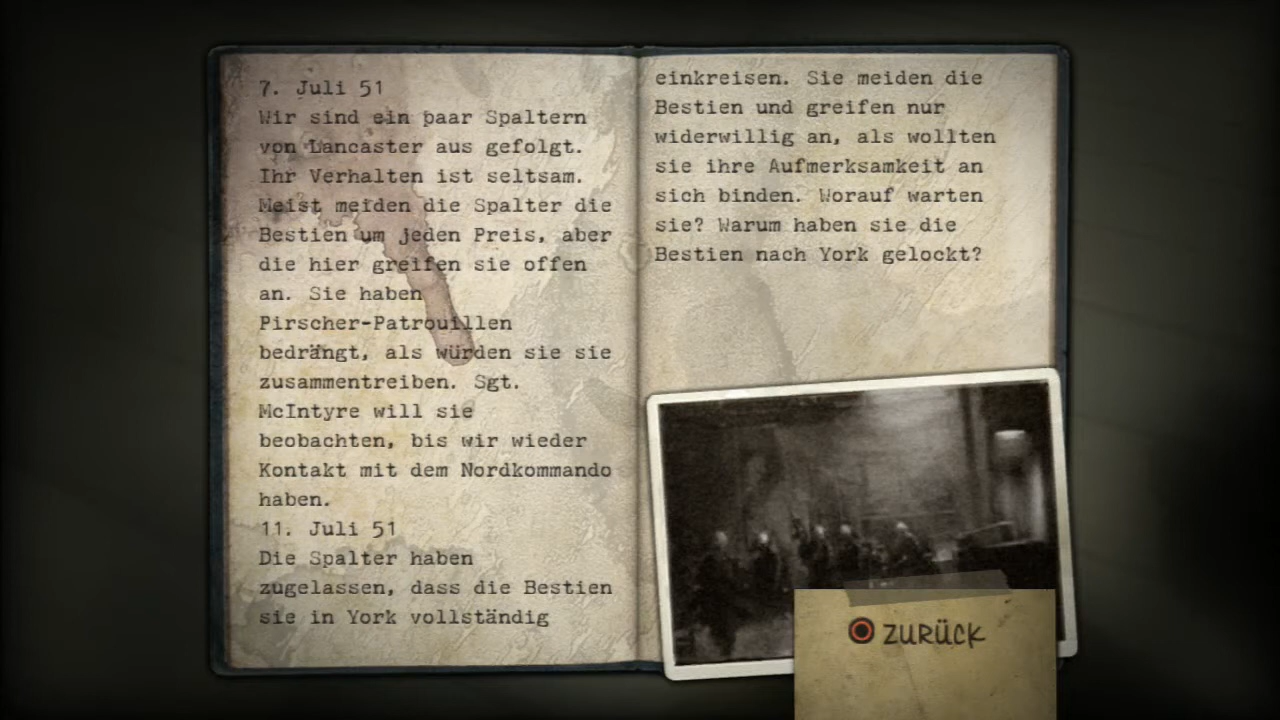 7. Juli 51
Wir sind ein paar Spaltern
von Lancaster aus gefolgt.
Ihr Verhalten ist seltsam.
Meist meiden die Spalter die
Bestien um jeden Preis, aber
die hier greifen sie offen
an. Sie haben
Pirscher-Patrouillen
bedrängt, als würden sie sie
zusammentreiben. Sgt.
McIntyre will sie
beobachten, bis wir wieder
Kontakt mit dem Nordkommando
haben.
11. Juli 51
Die Spalter haben
zugelassen, dass die Bestien
sie in York vollständig
einkreisen. Sie meiden die
Bestien und greifen nur
widerwillig an, als wollten
sie ihre Aufmerksamkeit an
sich binden. Worauf warten
sie? Warum haben sie die
Bestien nach York gelockt?
ZURÜCK